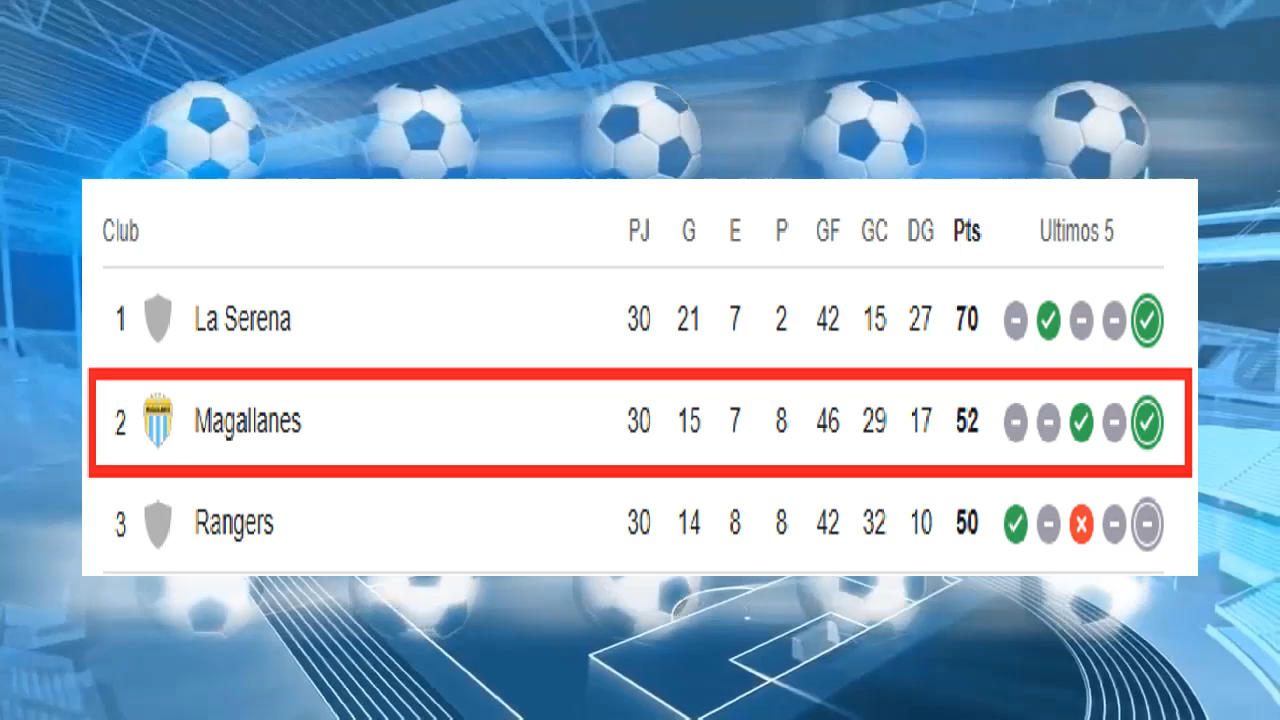 Club PJ G E P GF GC DG Pts Ultimos 5
1 La Serena 30 21 7 2 42 15 27 70
2 Magallanes 30 15 7 8 46 29 17 52
3 Rangers 30 14 8 8 42 32 10 50